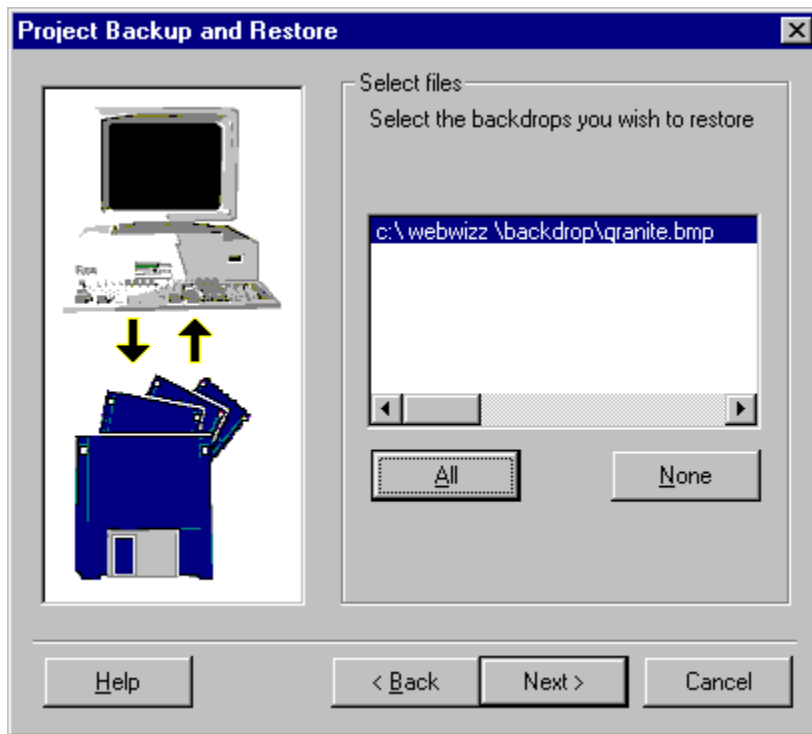 Project Backup and Restore
Select files
Select the backdrops you wish to restore
c:\ webwizz \backdrop\granite.bmp
All
None
Help
< Back
Next >
Cancel